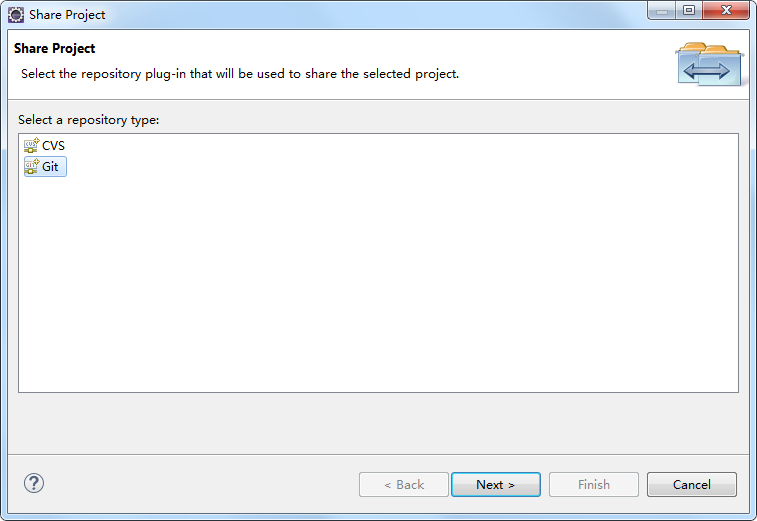 Share Project
Share Project
Select the repository plug-in that will be used to share the selected project.
Select a repository type:
CVS
Git
< Back
Next >
Finish
Cancel